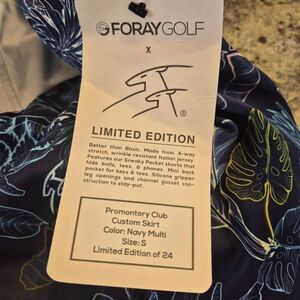 FORAYGOLF
X
®
LIMITED EDITION
Better than Basic. Made from 4-way
stretch, wrinkle resistant Italian jersey.
Features our Sneaky Pocket shorts that
hide balls, tees, & phones. Mini back
pocket for keys & tees. Silicone gripper
leg openings and channel gusset con-
struction to stay-put.
Promontory Club
Custom Skirt
Color: Navy Multi
Size: S
Limited Edition of 24